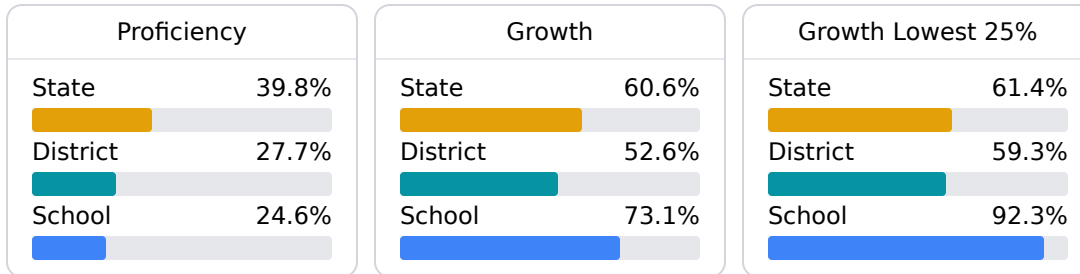 Proficiency
State 39.8%
District 27.7%
School 24.6%
Growth
State 60.6%
District 52.6%
School 73.1%
Growth Lowest 25%
State 61.4%
District 59.3%
School 92.3%